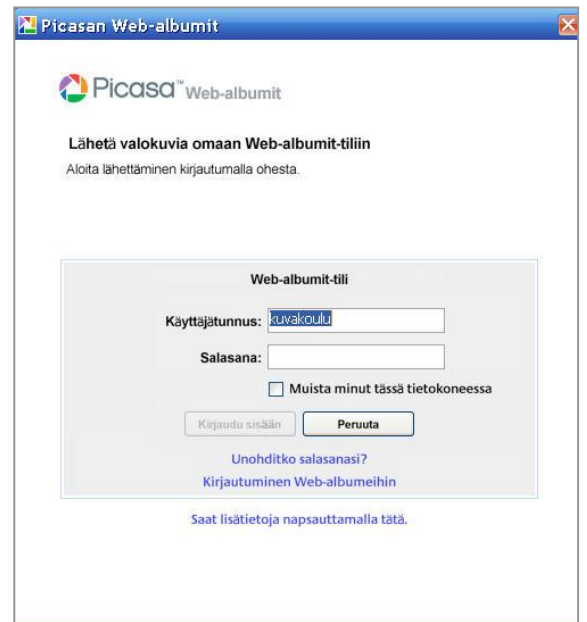 Picasan Web-albumit
Picasa™ Web-albumit
Lähetä valokuvia omaan Web-albumit-tiliin
Aloita lähettäminen kirjautumalla ohesta.
Web-albumit-tili
Käyttäjätunnus: kuvakoulu
Salasana:
Muista minut tässä tietokoneessa
Kirjaudu sisään Peruuta
Unohditko salasanasi?
Kirjautuminen Web-albumeihin
Saat lisätietoja napsauttamalla tätä.